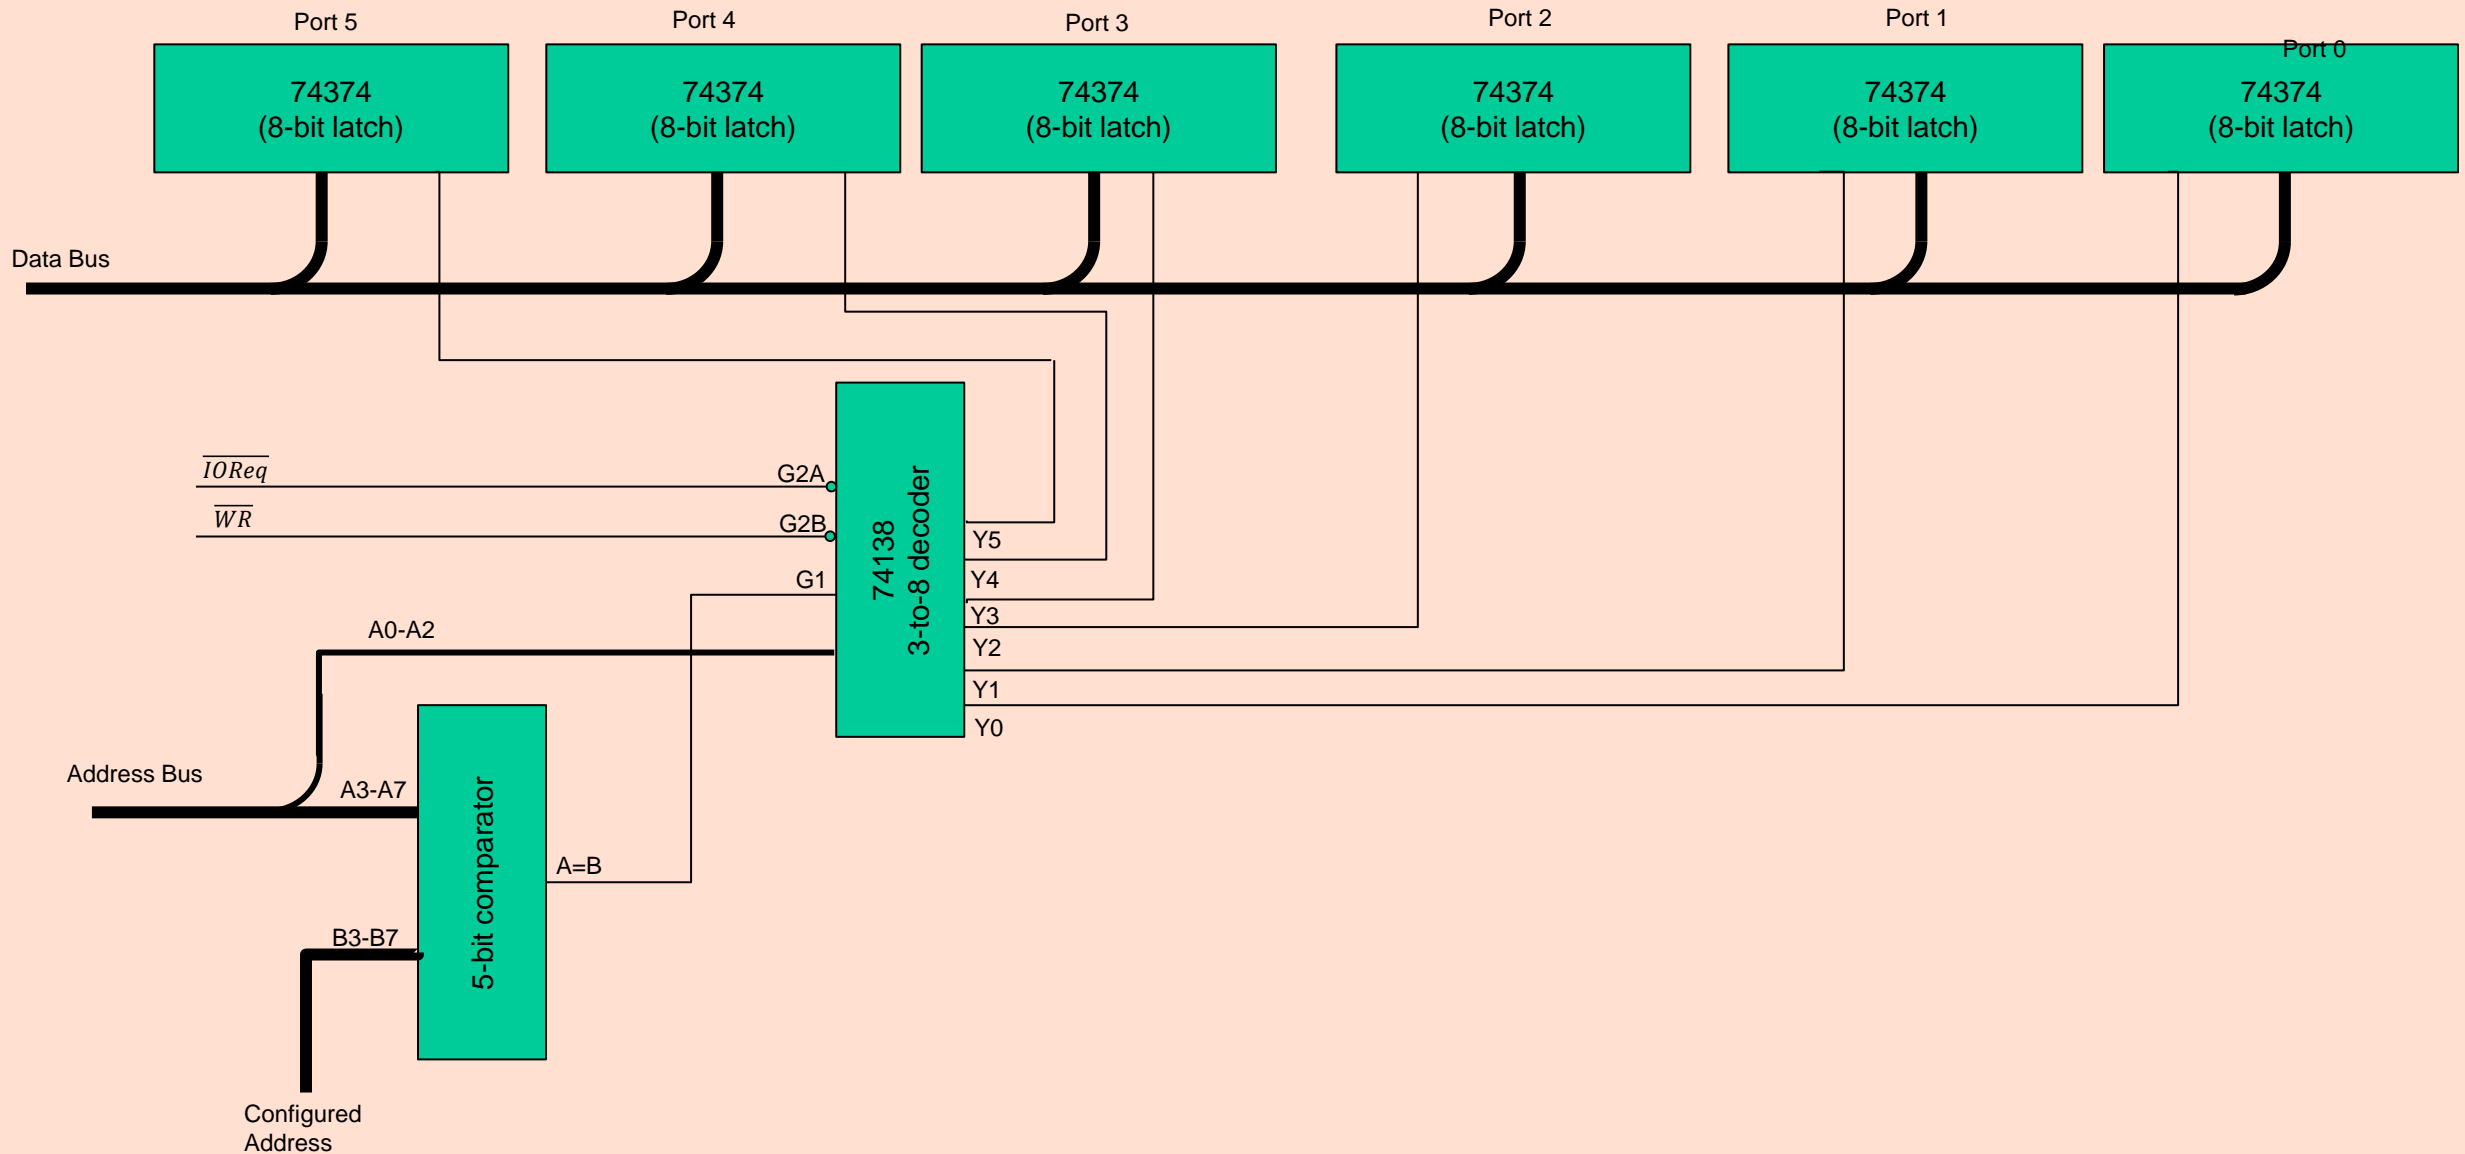 Port 5
Port 4
Port 3
Port 2
Port 1
Port 0
74374
(8-bit latch)
74374
(8-bit latch)
74374
(8-bit latch)
74374
(8-bit latch)
74374
(8-bit latch)
74374
(8-bit latch)
Data Bus
I̅O̅R̅e̅q̅
G2A
W̅R̅
G2B
G1
A0-A2
74138
3-to-8 decoder
Y5
Y4
Y3
Y2
Y1
Y0
Address Bus
A3-A7
5-bit comparator
A=B
B3-B7
Configured
Address